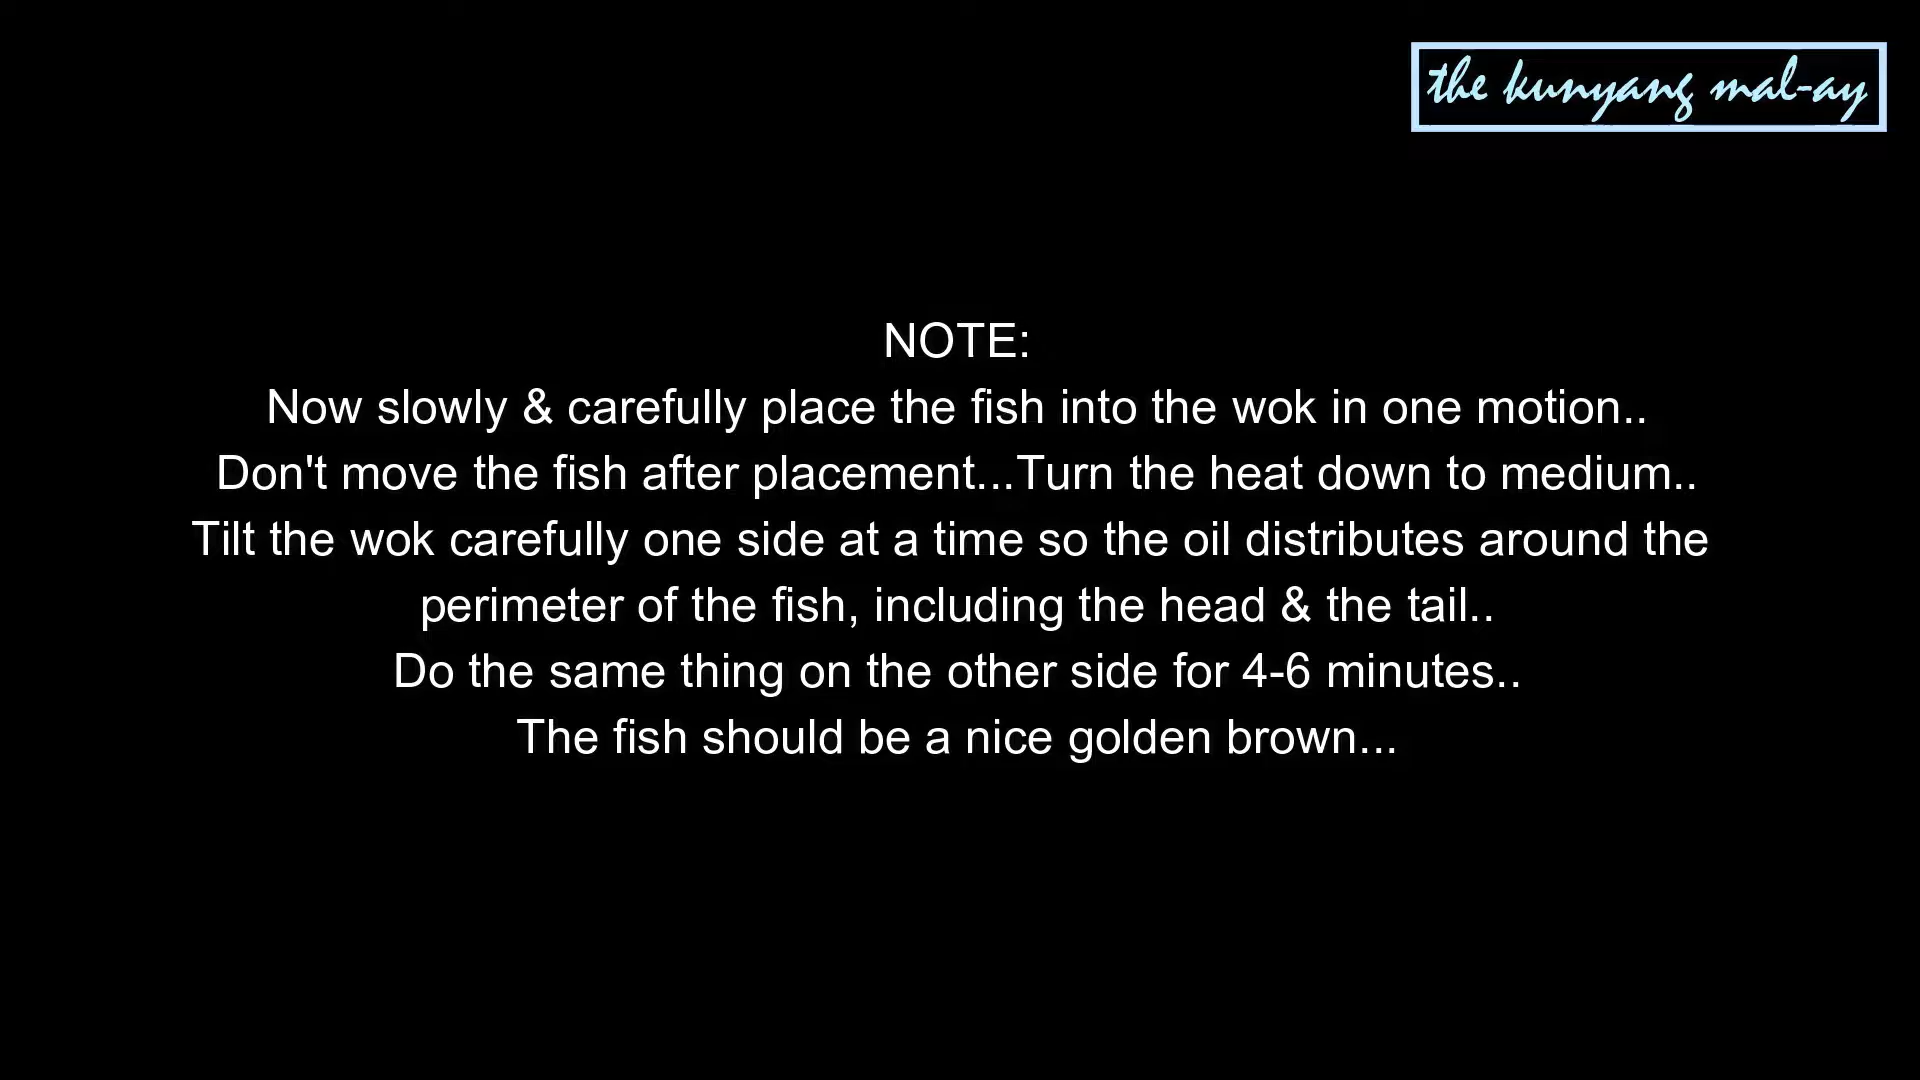 the kunyang mal-ay
NOTE:
Now slowly & carefully place the fish into the wok in one motion..
Don't move the fish after placement...Turn the heat down to medium..
Tilt the wok carefully one side at a time so the oil distributes around the
perimeter of the fish, including the head & the tail..
Do the same thing on the other side for 4-6 minutes..
The fish should be a nice golden brown...